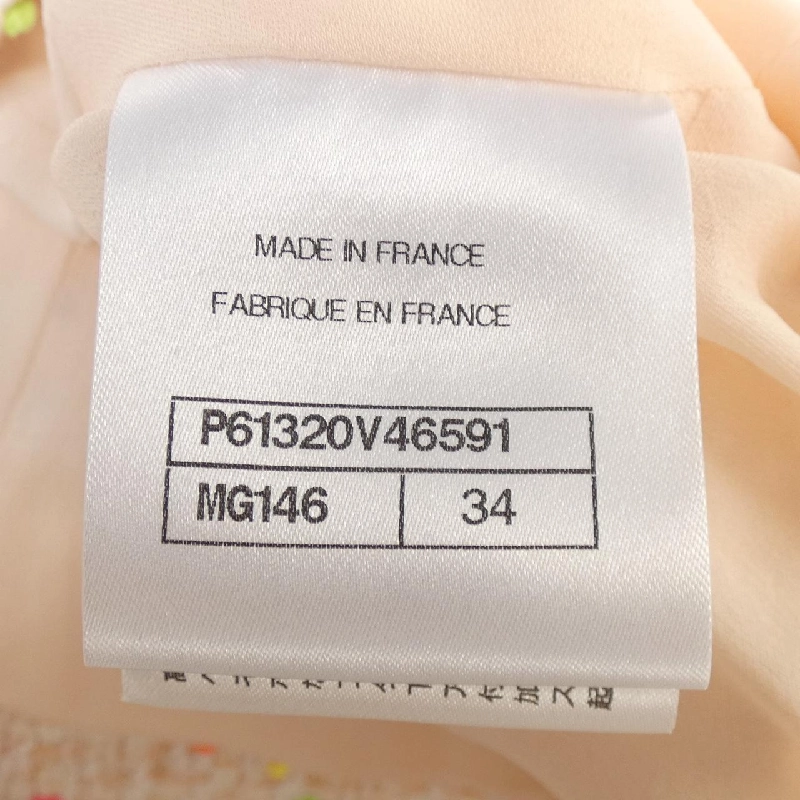 MADE IN FRANCE
FABRIQUE EN FRANCE
P61320V46591
MG146 34